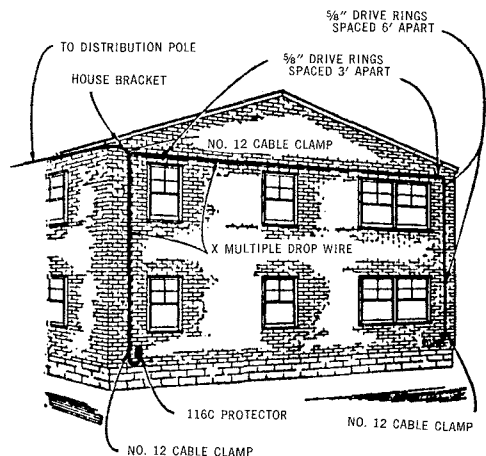 ⅝" DRIVE RINGS
SPACED 6' APART
TO DISTRIBUTION POLE
⅝" DRIVE RINGS
SPACED 3' APART
HOUSE BRACKET
NO. 12 CABLE CLAMP
X MULTIPLE DROP WIRE
116C PROTECTOR
NO. 12 CABLE CLAMP
NO. 12 CABLE CLAMP